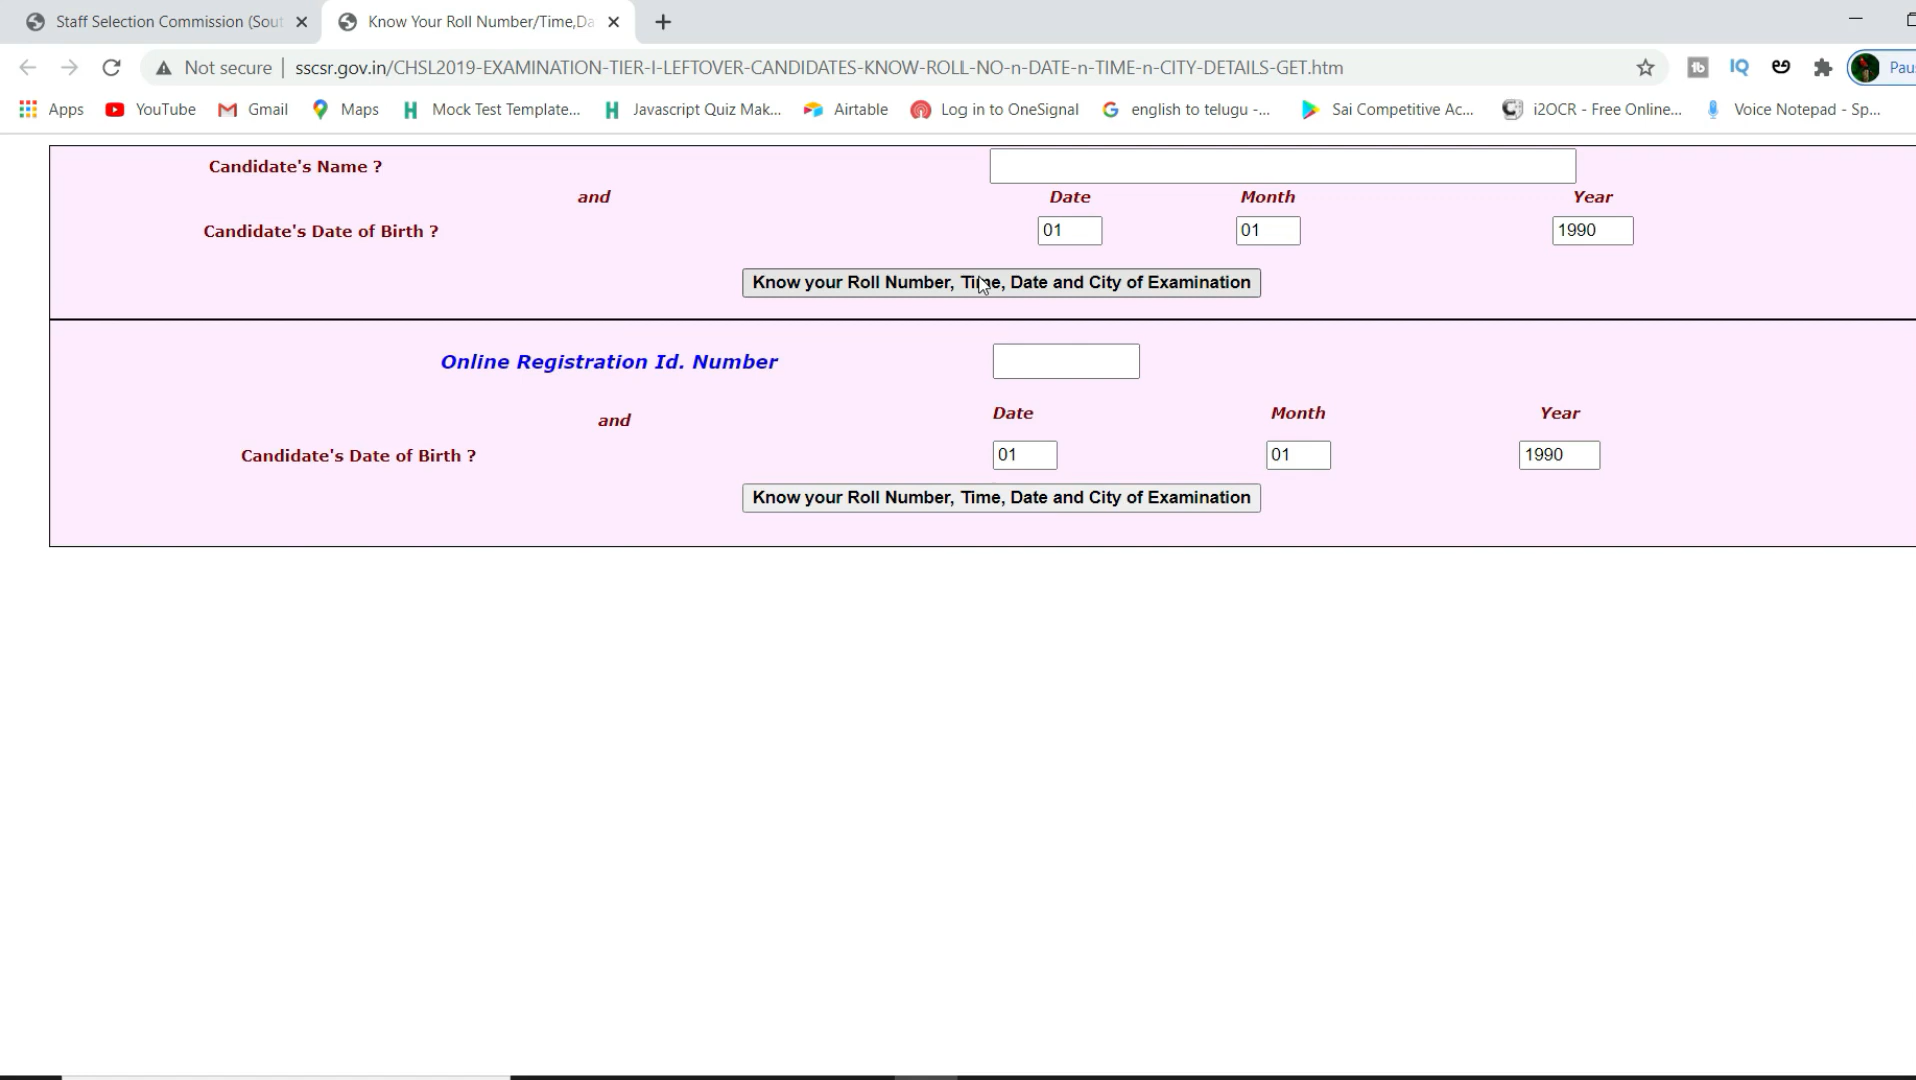 Staff Selection Commission (Sout
Know Your Roll Number/Time,Da
Not secure | sscsr.gov.in/CHSL2019-EXAMINATION-TIER-I-LEFTOVER-CANDIDATES-KNOW-ROLL-NO-n-DATE-n-TIME-n-CITY-DETAILS-GET.htm tb IQ Pau
Apps YouTube Gmail Maps H Mock Test Template... H Javascript Quiz Mak... Airtable Log in to OneSignal english to telugu -... Sai Competitive Ac... i2OCR - Free Online... Voice Notepad - Sp...
Candidate's Name ?
and Date Month Year
Candidate's Date of Birth ? 01 01 1990
Know your Roll Number, Time, Date and City of Examination
Online Registration Id. Number
and Date Month Year
Candidate's Date of Birth ? 01 01 1990
Know your Roll Number, Time, Date and City of Examination